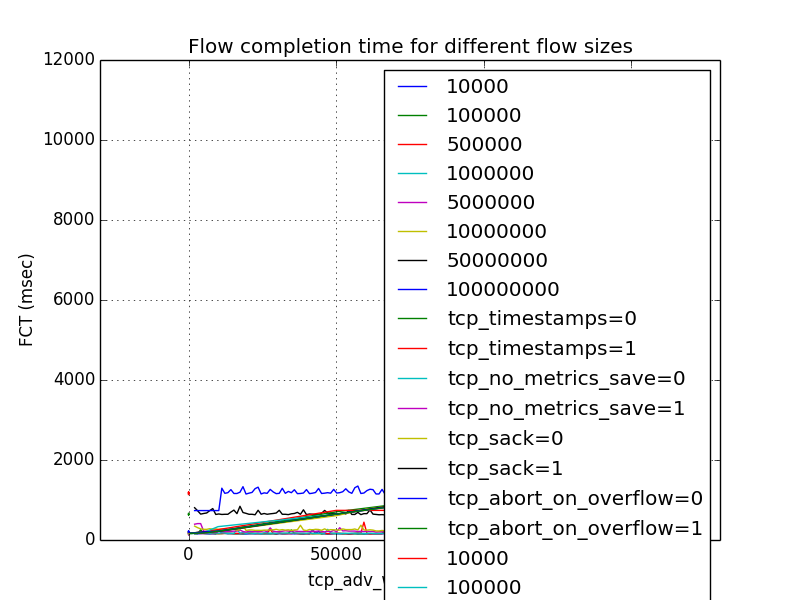 Flow completion time for different flow sizes
12000
10000
8000
6000
4000
2000
0
FCT (msec)
0
50000
10000
100000
500000
1000000
5000000
10000000
50000000
100000000
tcp_timestamps=0
tcp_timestamps=1
tcp_no_metrics_save=0
tcp_no_metrics_save=1
tcp_sack=0
tcp_sack=1
tcp_abort_on_overflow=0
tcp_abort_on_overflow=1
10000
100000